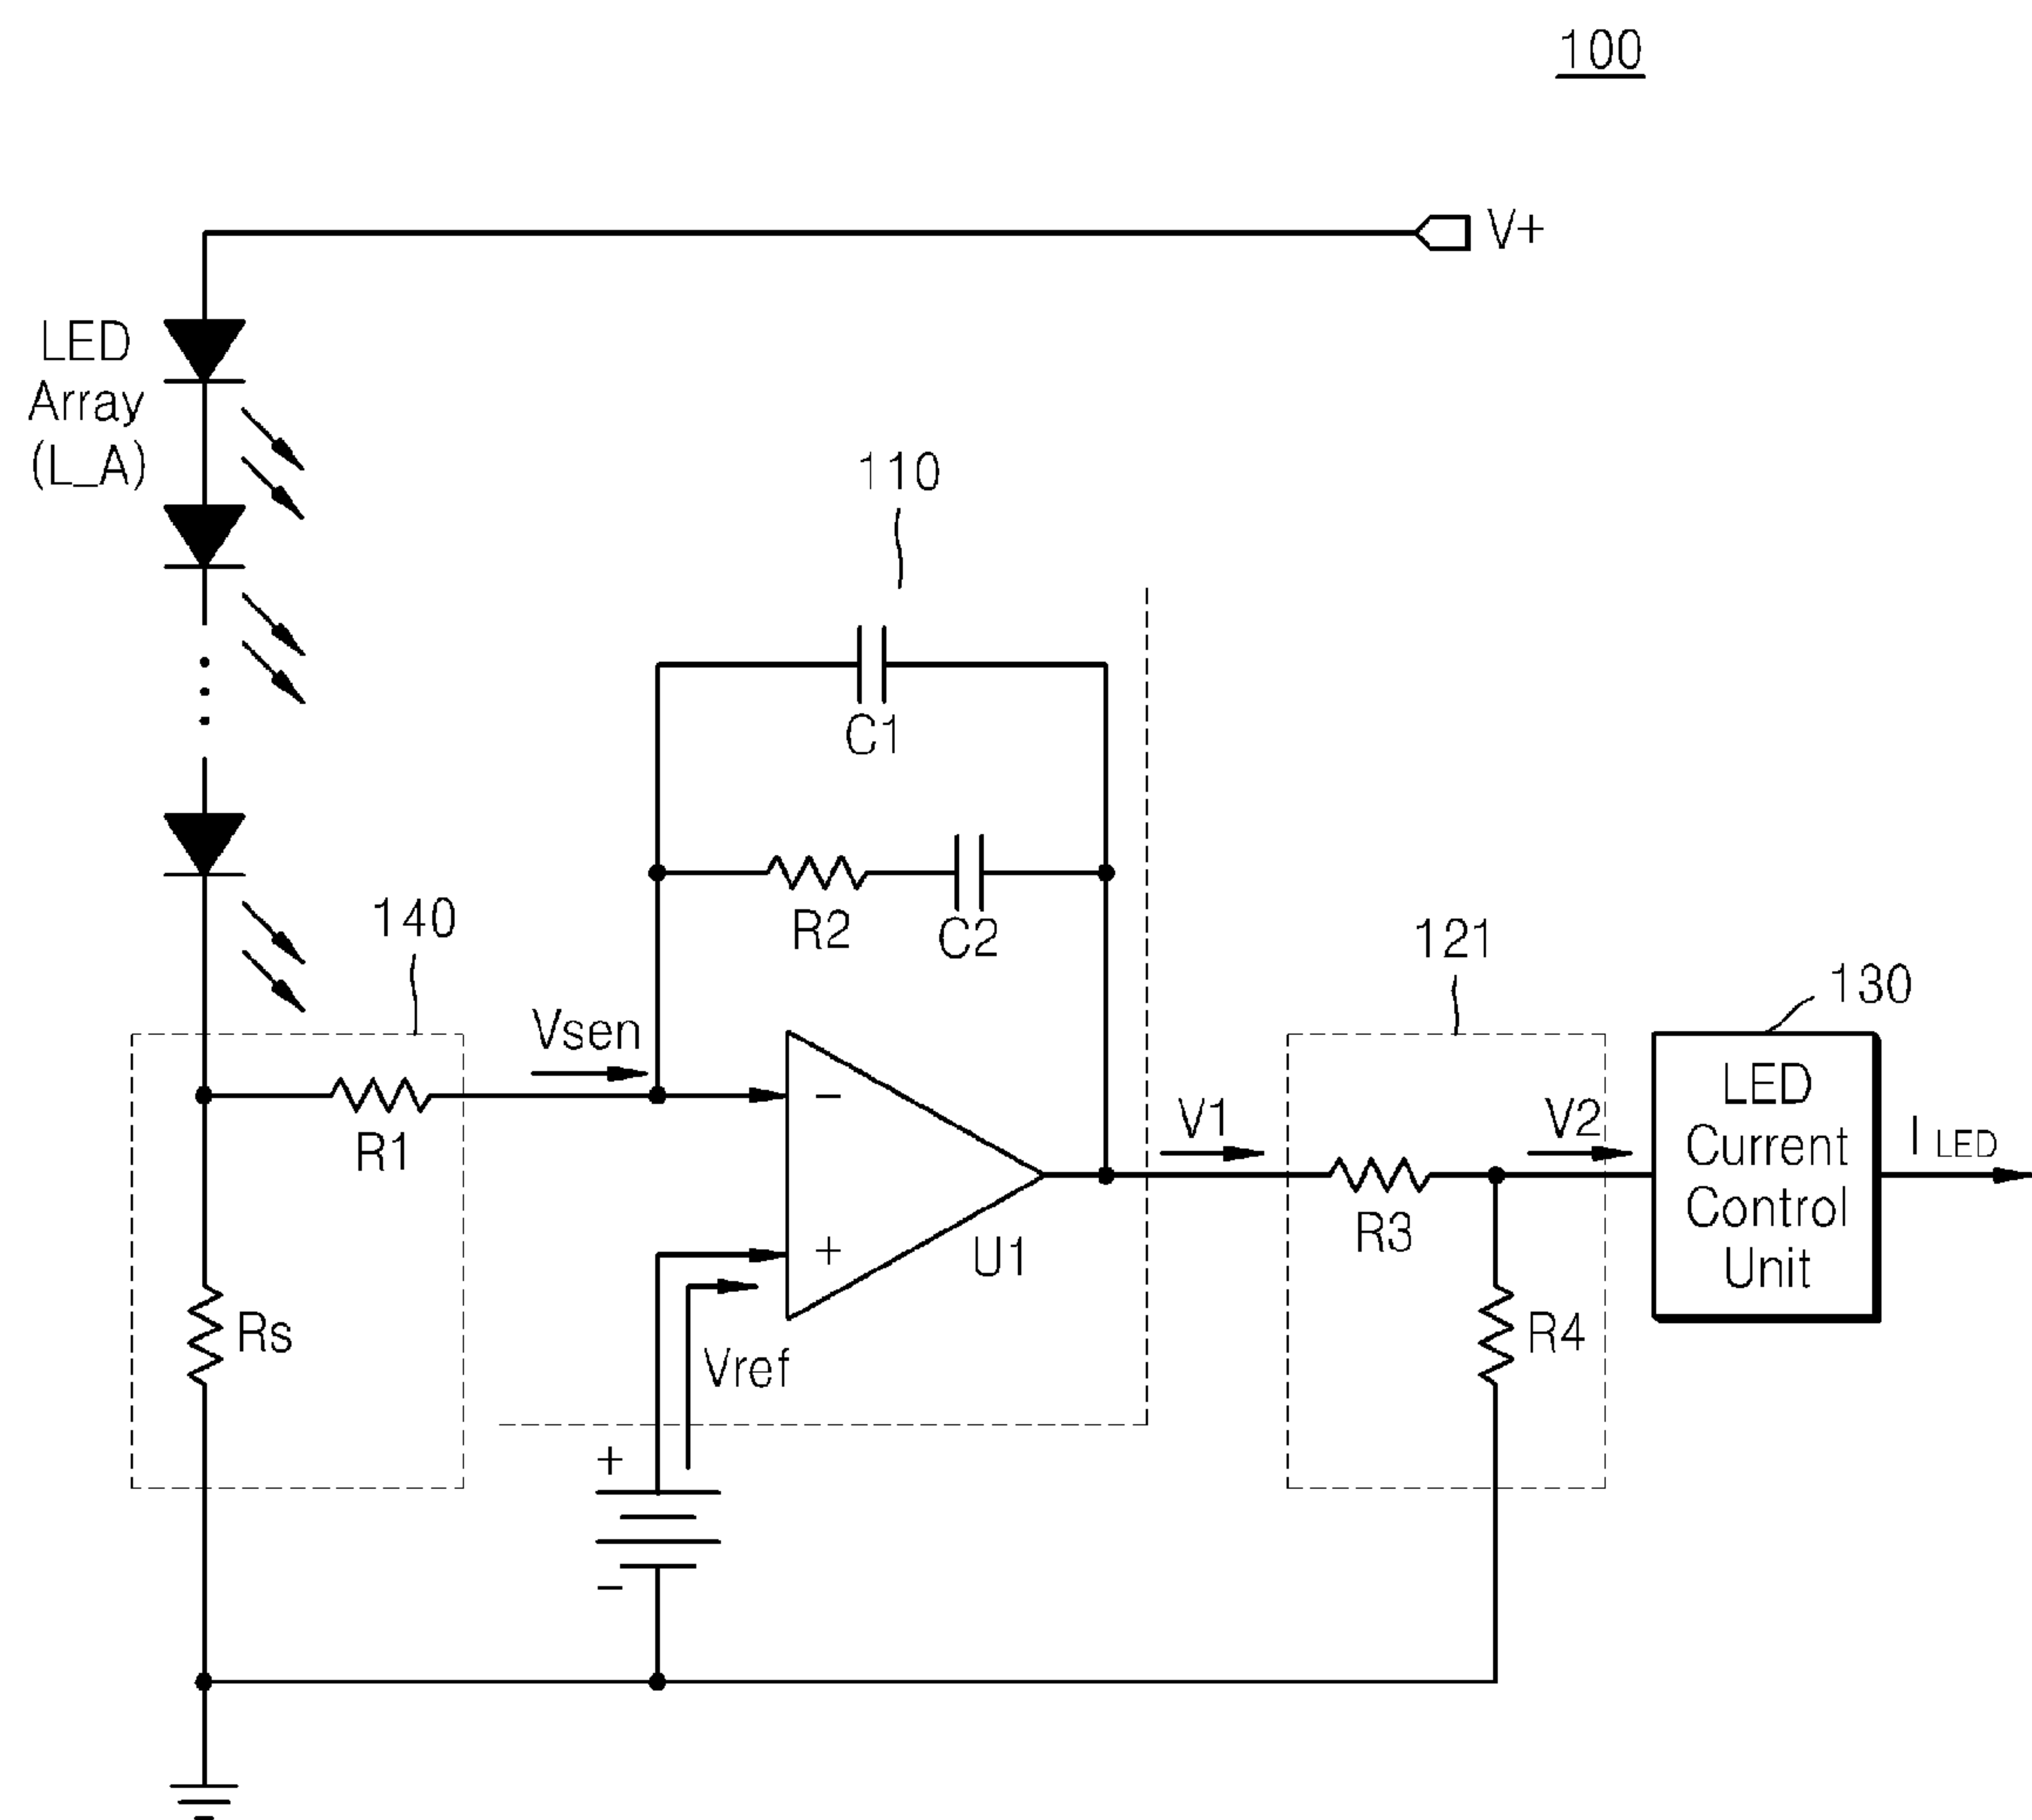 100
V+
LED
Array
(L_A)
110
C1
R2
C2
140
121
130
Vsen
R1
−
+
U1
V1
V2
R3
R4
LED
Current
Control
Unit
I LED
Rs
Vref
+
−